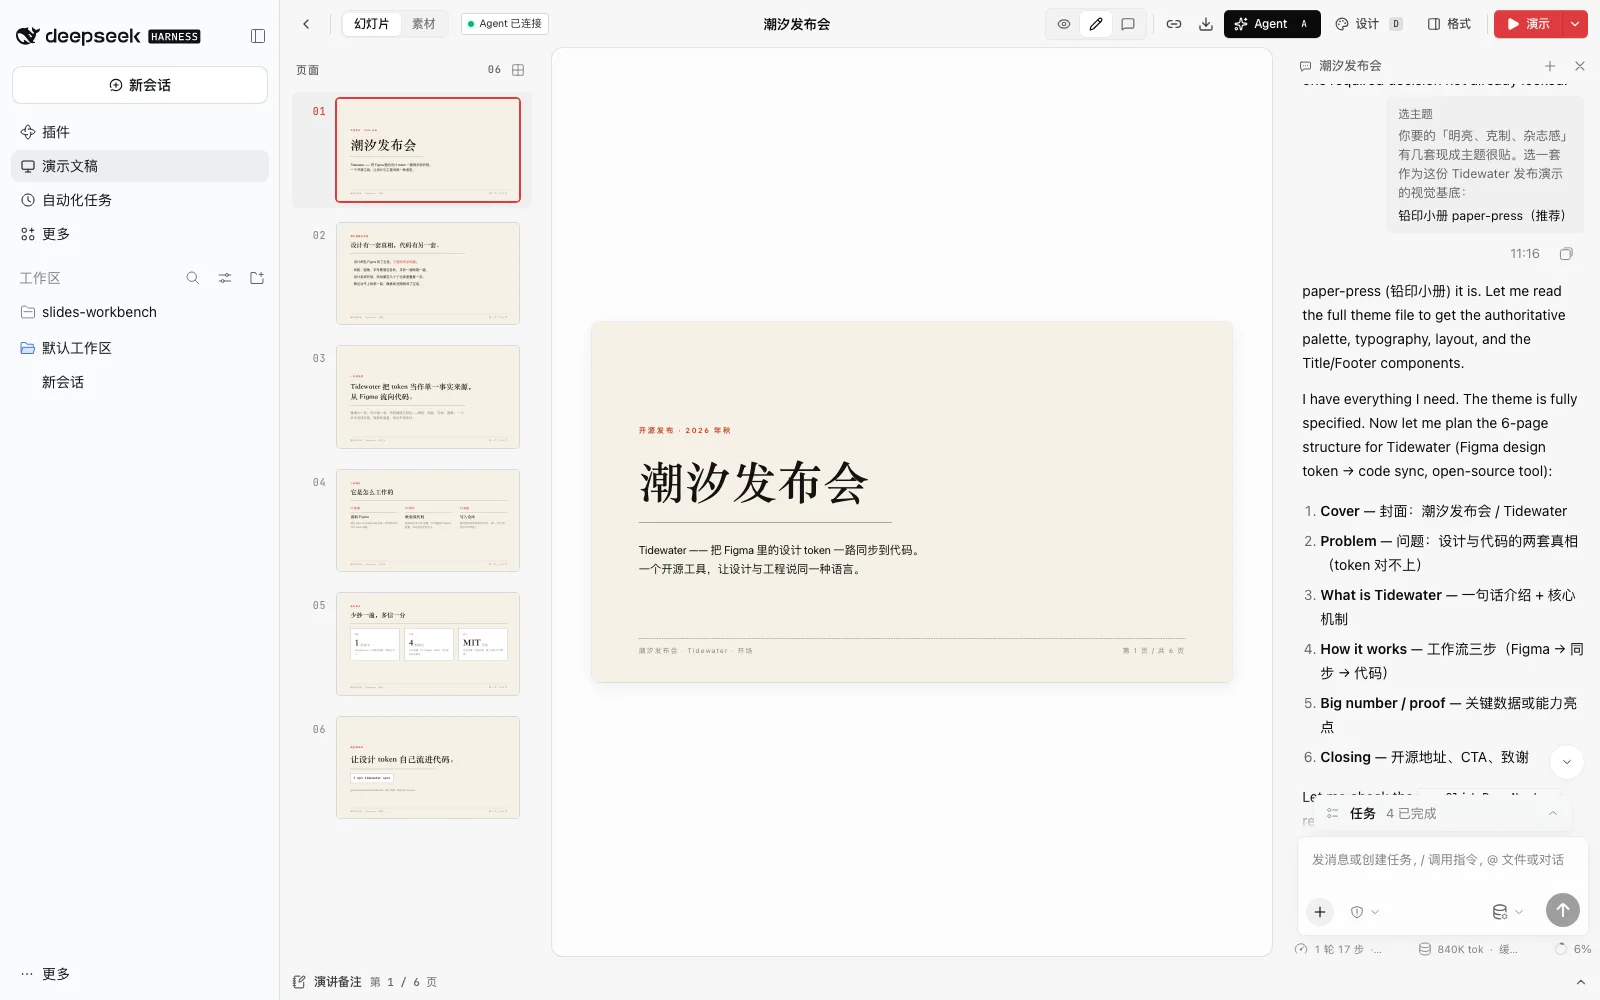 deepseek HARNESS
新会话
插件
演示文稿
自动化任务
更多
工作区
slides-workbench
默认工作区
新会话
更多
幻灯片
素材
Agent 已连接
潮汐发布会
Agent A
设计 D
格式
演示
页面
06
01
潮汐发布会
02
设计有一套真相，代码有另一套。
03
Tidewater 把 token 当作单一事实来源，
从 Figma 流向代码。
04
它是怎么工作的
05
少抄一遍，多信一分
1
4
MIT
06
让设计 token 自己流进代码。
开源发布 · 2026 年秋
潮汐发布会
Tidewater —— 把 Figma 里的设计 token 一路同步到代码。
一个开源工具，让设计与工程说同一种语言。
潮汐发布会 · Tidewater · 开场
第 1 页 / 共 6 页
演讲备注 第 1 / 6 页
潮汐发布会
选主题
你要的「明亮、克制、杂志感」
有几套现成主题很贴。选一套
作为这份 Tidewater 发布演示
的视觉基底：
铅印小册 paper-press（推荐）
11:16
paper-press (铅印小册) it is. Let me read
the full theme file to get the authoritative
palette, typography, layout, and the
Title/Footer components.
I have everything I need. The theme is fully
specified. Now let me plan the 6-page
structure for Tidewater (Figma design
token → code sync, open-source tool):
1. Cover — 封面：潮汐发布会 / Tidewater
2. Problem — 问题：设计与代码的两套真相
（token 对不上）
3. What is Tidewater — 一句话介绍 + 核心
机制
4. How it works — 工作流三步（Figma → 同
步 → 代码）
5. Big number / proof — 关键数据或能力亮
点
6. Closing — 开源地址、CTA、致谢
任务 4 已完成
发消息或创建任务, / 调用指令, @ 文件或对话
1 轮 17 步 ·...
840K tok · 缓...
6%